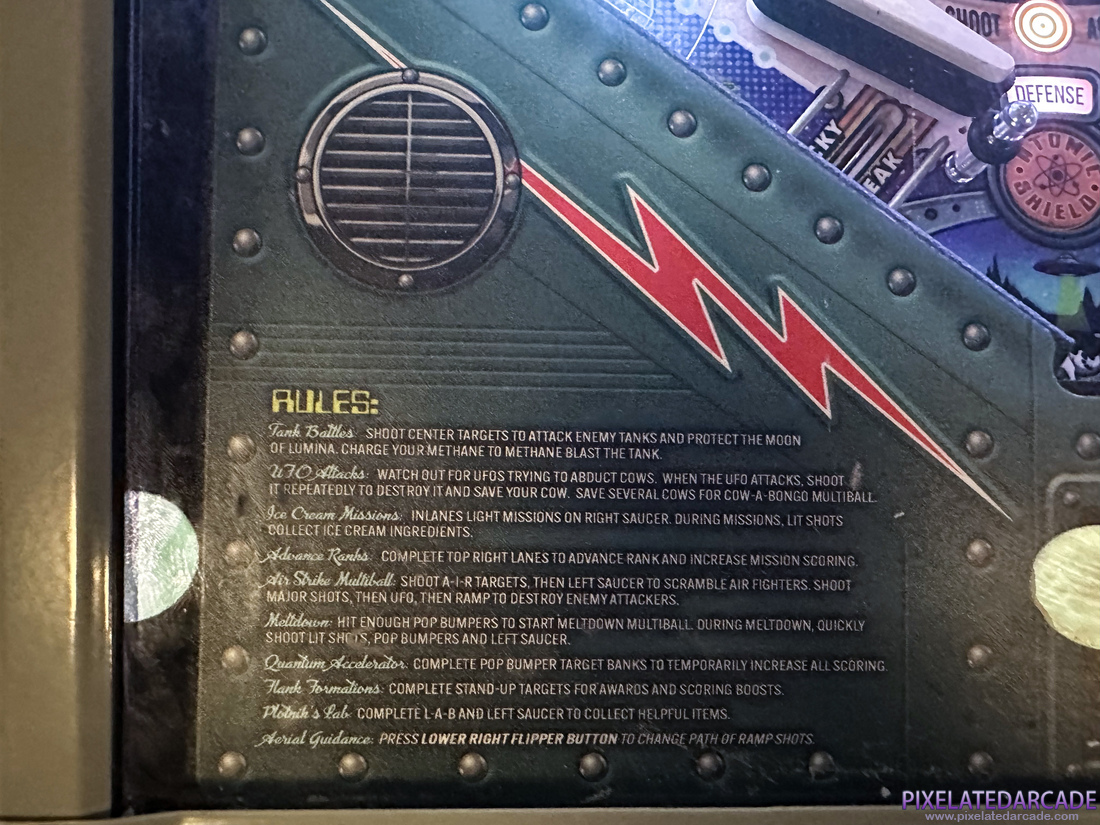 SHOOT
DEFENSE
ATOMIC
SHIELD
RULES:
Tank Battles: SHOOT CENTER TARGETS TO ATTACK ENEMY TANKS AND PROTECT THE MOON
OF LUMINA. CHARGE YOUR METHANE TO METHANE BLAST THE TANK.
UFO Attacks: WATCH OUT FOR UFOS TRYING TO ABDUCT COWS. WHEN THE UFO ATTACKS, SHOOT
IT REPEATEDLY TO DESTROY IT AND SAVE YOUR COW. SAVE SEVERAL COWS FOR COW-A-BONGO MULTIBALL.
Ice Cream Missions: INLANES LIGHT MISSIONS ON RIGHT SAUCER. DURING MISSIONS, LIT SHOTS
COLLECT ICE CREAM INGREDIENTS.
Advance Ranks: COMPLETE TOP RIGHT LANES TO ADVANCE RANK AND INCREASE MISSION SCORING.
Air Strike Multiball: SHOOT A-I-R TARGETS, THEN LEFT SAUCER TO SCRAMBLE AIR FIGHTERS. SHOOT
MAJOR SHOTS, THEN UFO, THEN RAMP TO DESTROY ENEMY ATTACKERS.
Meltdown: HIT ENOUGH POP BUMPERS TO START MELTDOWN MULTIBALL. DURING MELTDOWN, QUICKLY
SHOOT LIT SHOTS, POP BUMPERS AND LEFT SAUCER.
Quantum Accelerator: COMPLETE POP BUMPER TARGET BANKS TO TEMPORARILY INCREASE ALL SCORING.
Flank Formations: COMPLETE STAND-UP TARGETS FOR AWARDS AND SCORING BOOSTS.
Plotnik's Lab: COMPLETE L-A-B AND LEFT SAUCER TO COLLECT HELPFUL ITEMS.
Aerial Guidance: PRESS LOWER RIGHT FLIPPER BUTTON TO CHANGE PATH OF RAMP SHOTS.
PIXELATEDARCADE
www.pixelatedarcade.com